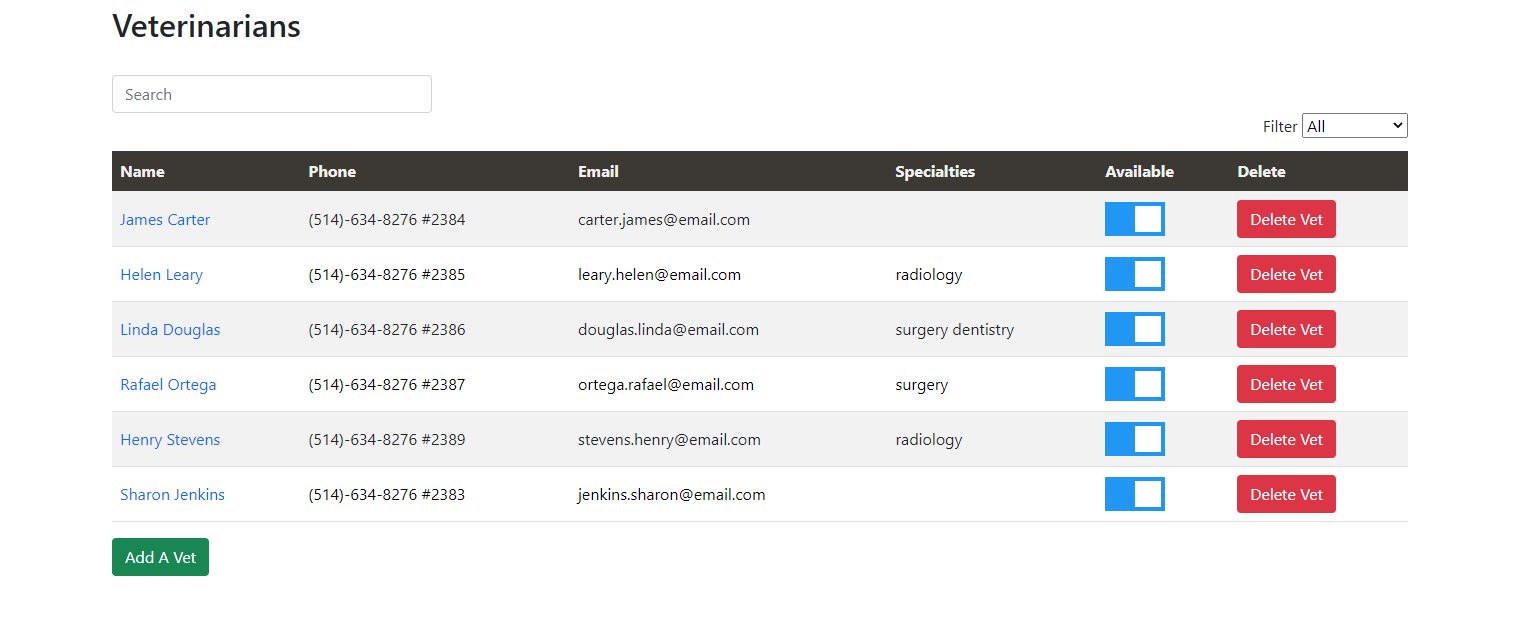 Veterinarians
Search
Filter All
Name Phone Email Specialties Available Delete
James Carter (514)-634-8276 #2384 carter.james@email.com Delete Vet
Helen Leary (514)-634-8276 #2385 leary.helen@email.com radiology Delete Vet
Linda Douglas (514)-634-8276 #2386 douglas.linda@email.com surgery dentistry Delete Vet
Rafael Ortega (514)-634-8276 #2387 ortega.rafael@email.com surgery Delete Vet
Henry Stevens (514)-634-8276 #2389 stevens.henry@email.com radiology Delete Vet
Sharon Jenkins (514)-634-8276 #2383 jenkins.sharon@email.com Delete Vet
Add A Vet